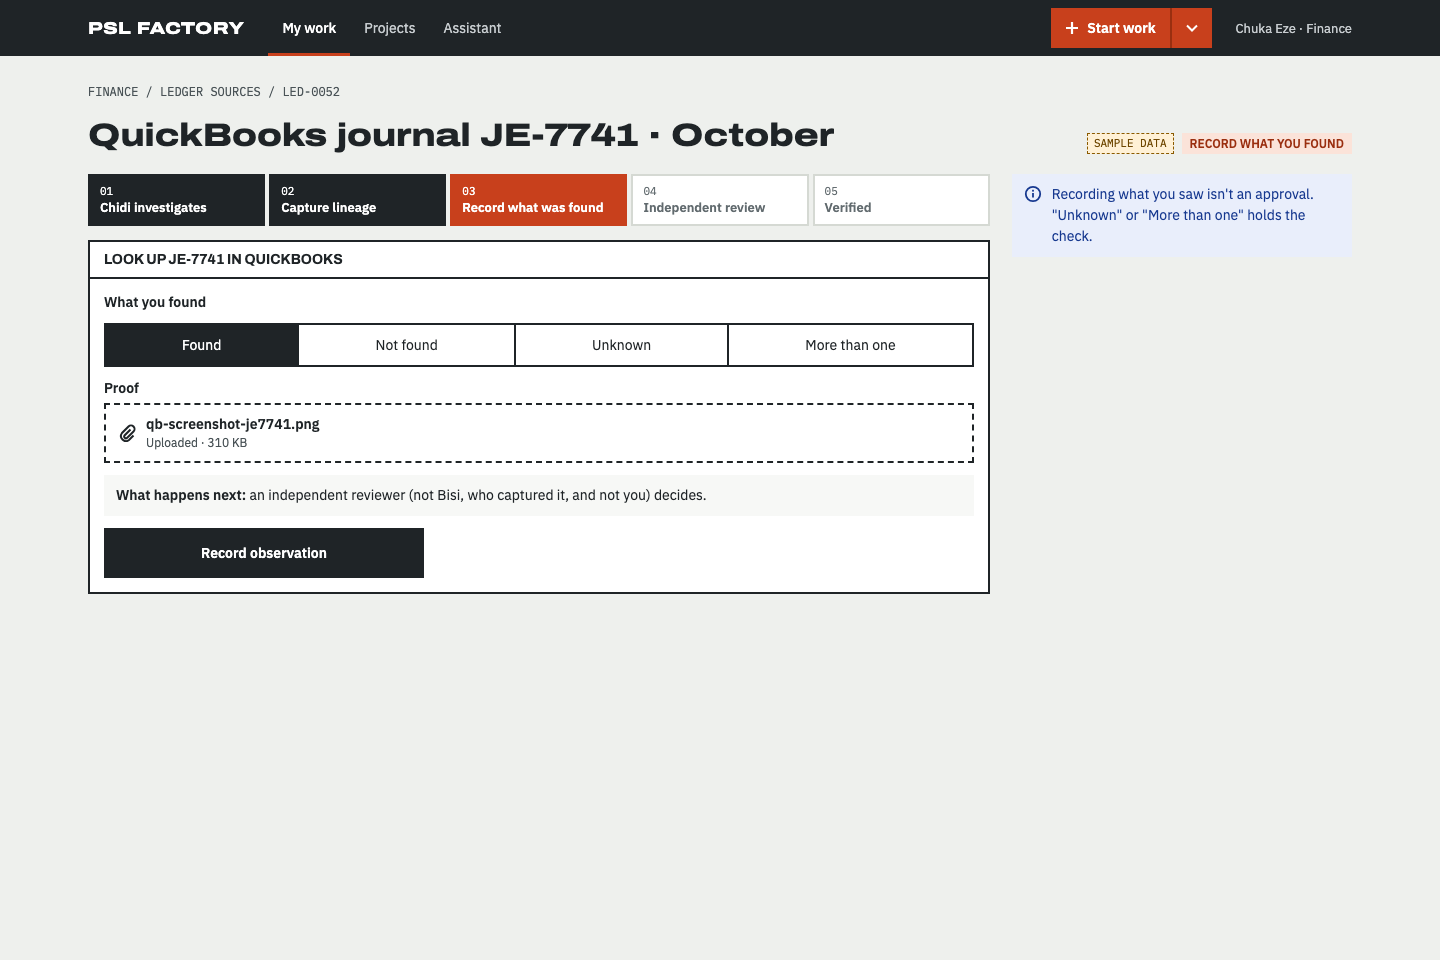 PSL FACTORY
My work
Projects
Assistant
Start work
Chuka Eze · Finance
FINANCE / LEDGER SOURCES / LED-0052
QuickBooks journal JE-7741 · October
SAMPLE DATA
RECORD WHAT YOU FOUND
01
Chidi investigates
02
Capture lineage
03
Record what was found
04
Independent review
05
Verified
Recording what you saw isn't an approval.
"Unknown" or "More than one" holds the
check.
LOOK UP JE-7741 IN QUICKBOOKS
What you found
Found
Not found
Unknown
More than one
Proof
qb-screenshot-je7741.png
Uploaded · 310 KB
What happens next: an independent reviewer (not Bisi, who captured it, and not you) decides.
Record observation